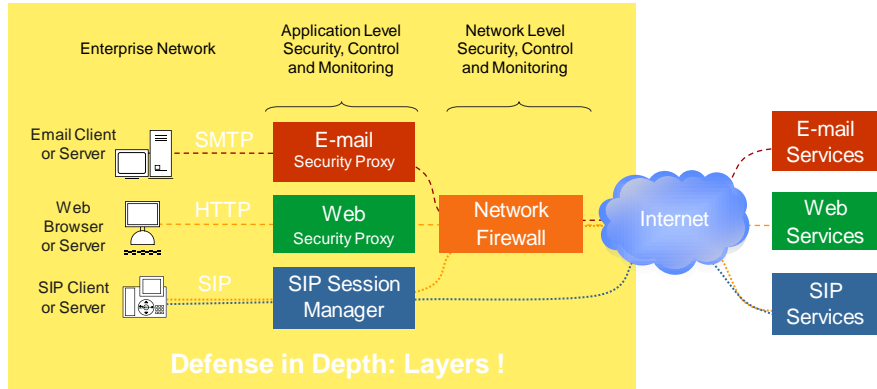 Enterprise Network
Application Level
Security, Control
and Monitoring
Network Level
Security, Control
and Monitoring
Email Client
or Server
SMTP
E-mail
Security Proxy
E-mail
Services
Web
Browser
or Server
HTTP
Web
Security Proxy
Network
Firewall
Internet
Web
Services
SIP Client
or Server
SIP
SIP Session
Manager
SIP
Services
Defense in Depth: Layers !